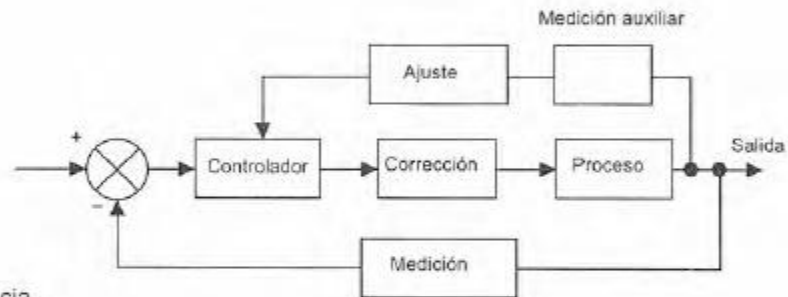 Medición auxiliar
Ajuste
+
Salida
Controlador
Corrección
Proceso
−
Medición